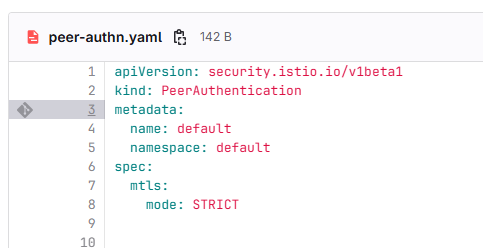 peer-authn.yaml 142 B
1 apiVersion: security.istio.io/v1beta1
2 kind: PeerAuthentication
3 metadata:
4   name: default
5   namespace: default
6 spec:
7   mtls:
8     mode: STRICT
9
10